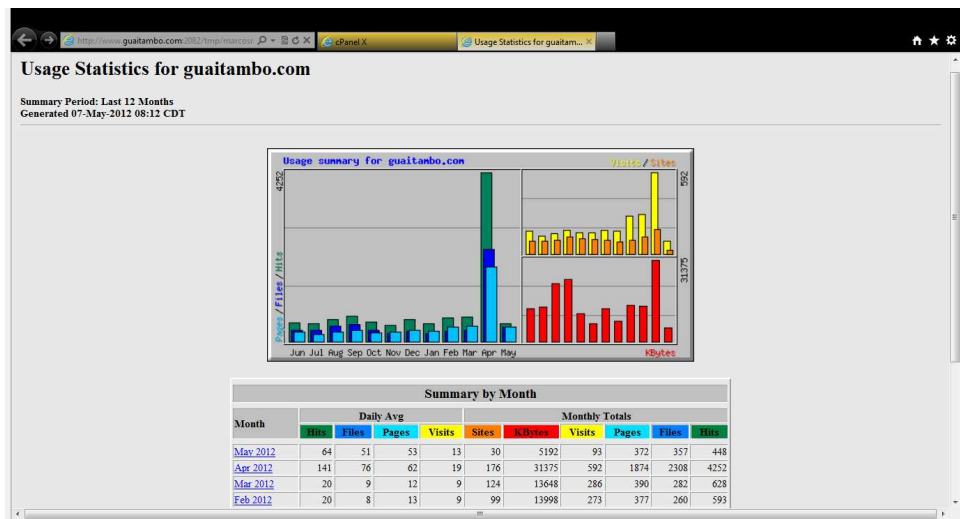 http://www.guaitambo.com:2082/tmp/marcosr
cPanel X
Usage Statistics for guaitam...
Usage Statistics for guaitambo.com
Summary Period: Last 12 Months
Generated 07-May-2012 08:12 CDT
Usage summary for guaitambo.com
Visits / Sites
4252
592
Pages / Files / Hits
31375
Jun Jul Aug Sep Oct Nov Dec Jan Feb Mar Apr May
KBytes
Summary by Month
Month Daily Avg Monthly Totals
Hits Files Pages Visits Sites KBytes Visits Pages Files Hits
May 2012 64 51 53 13 30 5192 93 372 357 448
Apr 2012 141 76 62 19 176 31375 592 1874 2308 4252
Mar 2012 20 9 12 9 124 13648 286 390 282 628
Feb 2012 20 8 13 9 99 13998 273 377 260 593